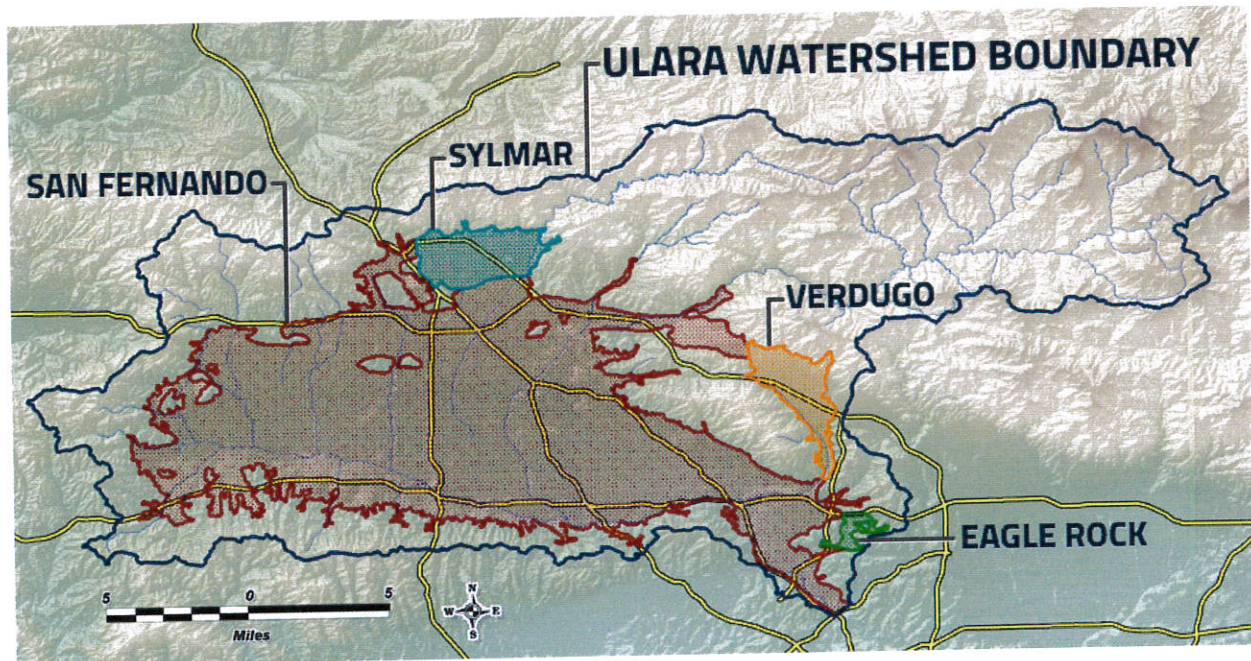 ULARA WATERSHED BOUNDARY
SYLMAR
SAN FERNANDO
VERDUGO
EAGLE ROCK
5 0 5
Miles
N
W E
S